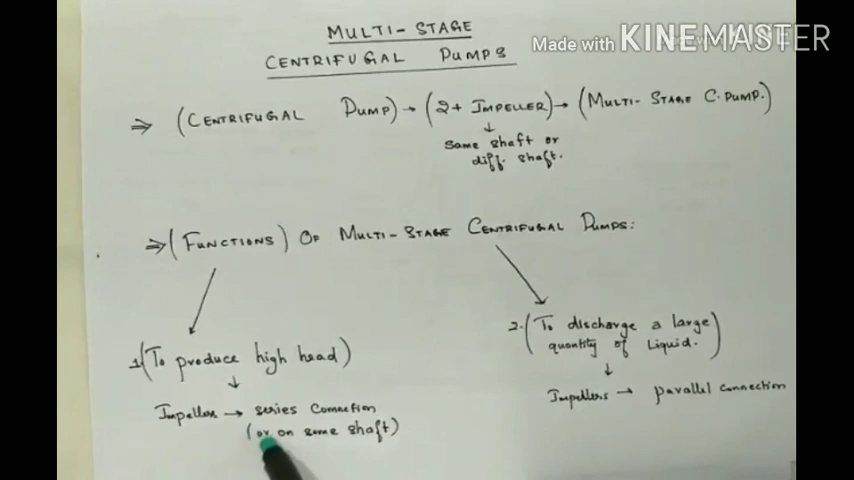 MULTI-STAGE
CENTRIFUGAL PUMPS
Made with KINEMASTER
⇒ (CENTRIFUGAL PUMP) → (2+ IMPELLER) → (MULTI-STAGE C.PUMP.)
↓
same shaft or
diff. shaft.
⇒ (FUNCTIONS) OF MULTI-STAGE CENTRIFUGAL PUMPS:
1.(To produce high head)
↓
Impellers → series Connection
(or on same shaft)
2.(To discharge a large
quantity of Liquid.)
↓
Impellers → parallel connection